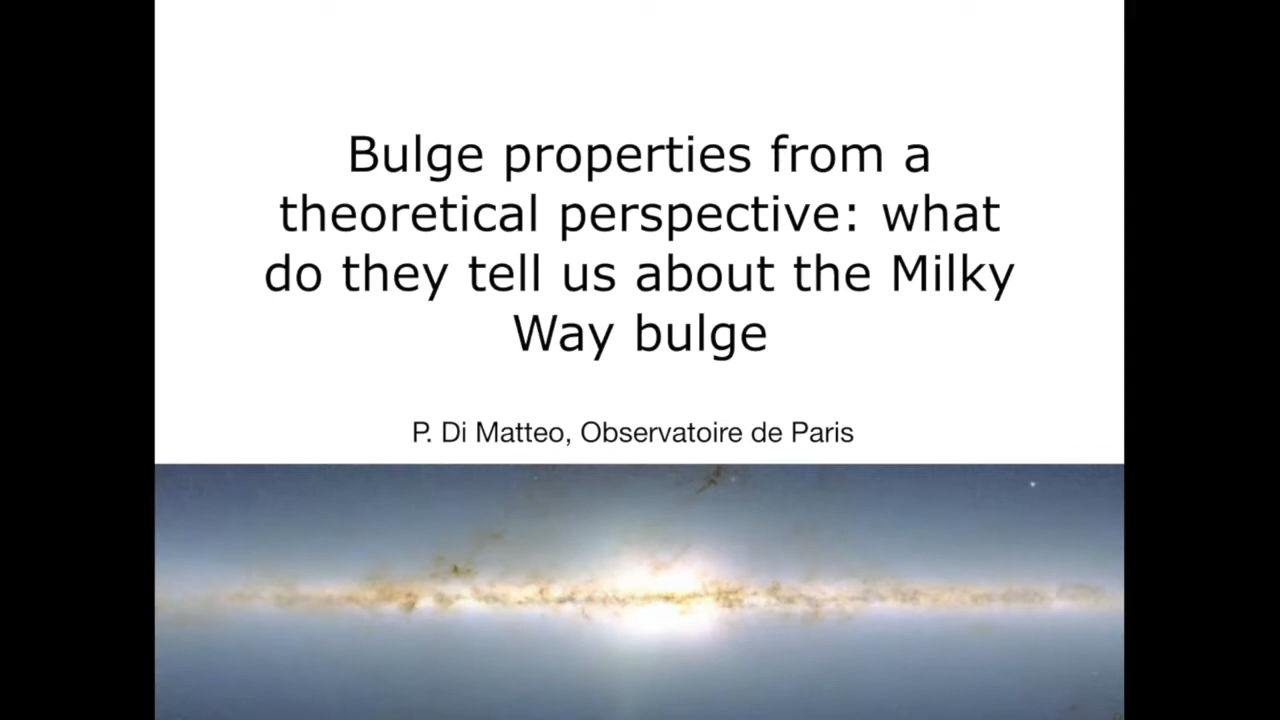 Bulge properties from a
theoretical perspective: what
do they tell us about the Milky
Way bulge
P. Di Matteo, Observatoire de Paris